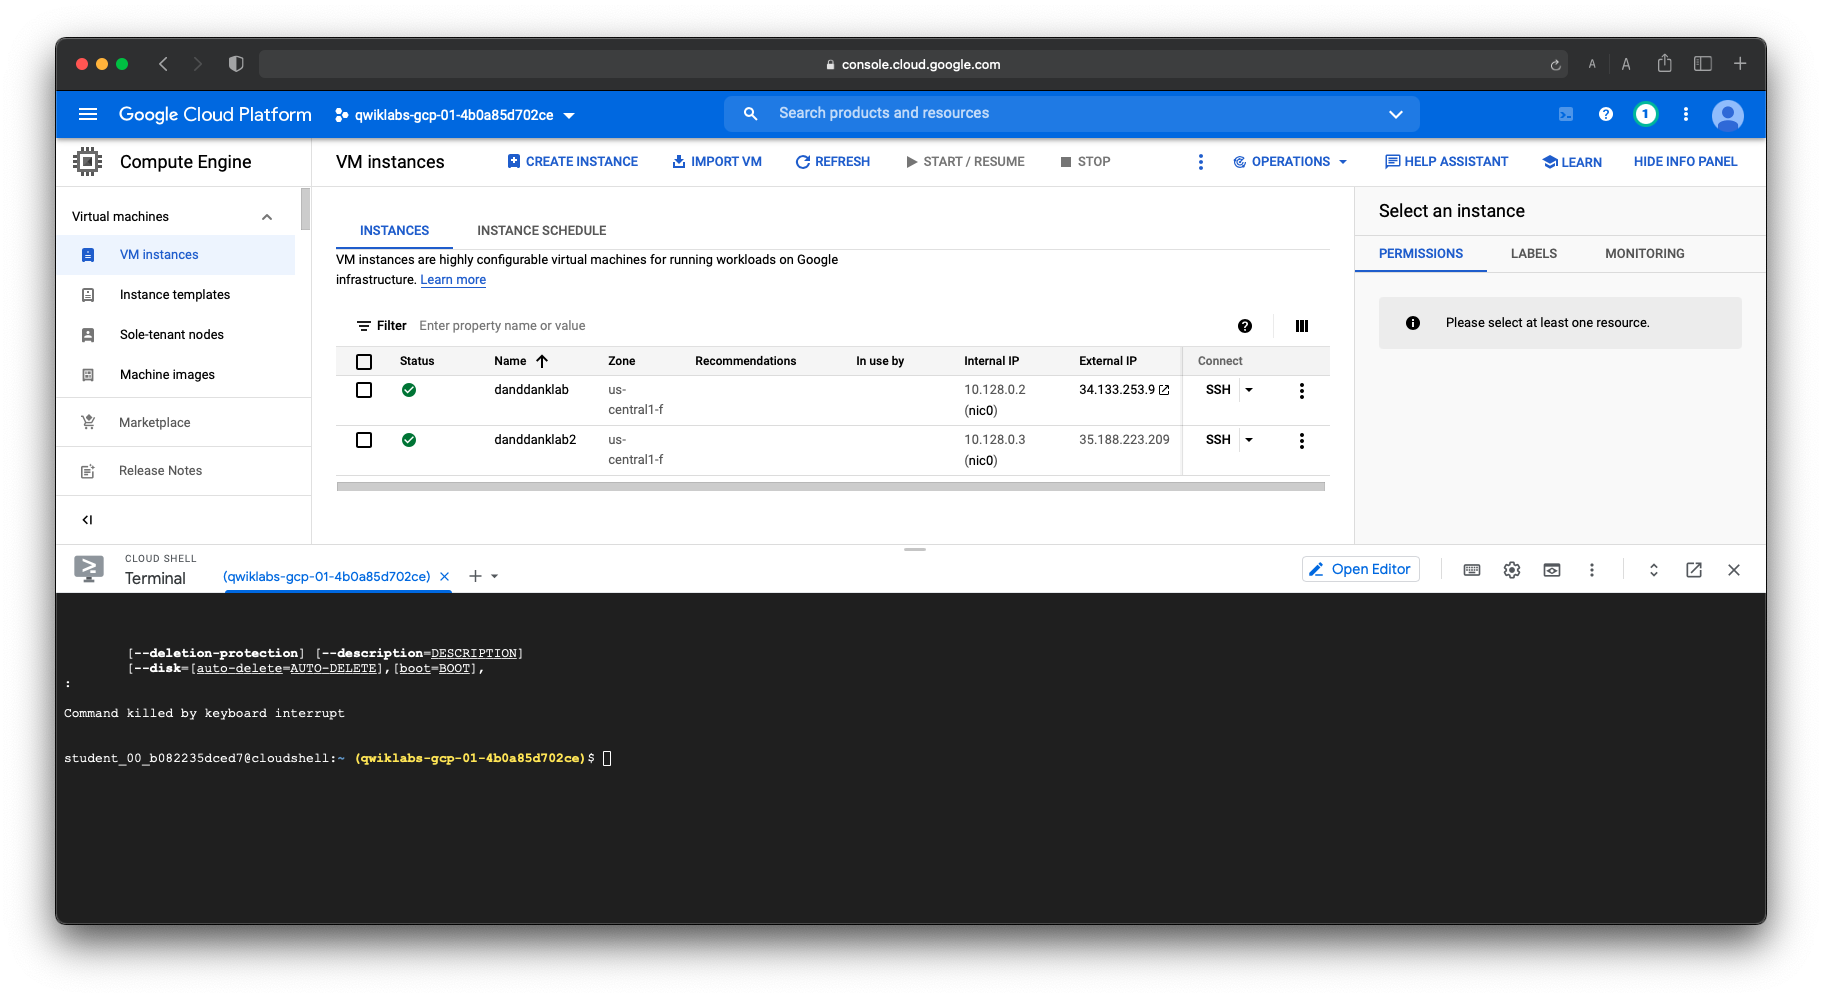 console.cloud.google.com
A A
Google Cloud Platform qwiklabs-gcp-01-4b0a85d702ce Search products and resources 1
Compute Engine VM instances CREATE INSTANCE IMPORT VM REFRESH START / RESUME STOP OPERATIONS HELP ASSISTANT LEARN HIDE INFO PANEL
Virtual machines
VM instances
Instance templates
Sole-tenant nodes
Machine images
Marketplace
Release Notes
INSTANCES INSTANCE SCHEDULE
VM instances are highly configurable virtual machines for running workloads on Google
infrastructure. Learn more
Filter Enter property name or value
Status Name Zone Recommendations In use by Internal IP External IP Connect
danddanklab us- 10.128.0.2 34.133.253.9 SSH
central1-f (nic0)
danddanklab2 us- 10.128.0.3 35.188.223.209 SSH
central1-f (nic0)
Select an instance
PERMISSIONS LABELS MONITORING
Please select at least one resource.
CLOUD SHELL
Terminal (qwiklabs-gcp-01-4b0a85d702ce) Open Editor
[--deletion-protection] [--description=DESCRIPTION]
[--disk=[auto-delete=AUTO-DELETE],[boot=BOOT],
:
Command killed by keyboard interrupt
student_00_b082235dced7@cloudshell:~ (qwiklabs-gcp-01-4b0a85d702ce)$